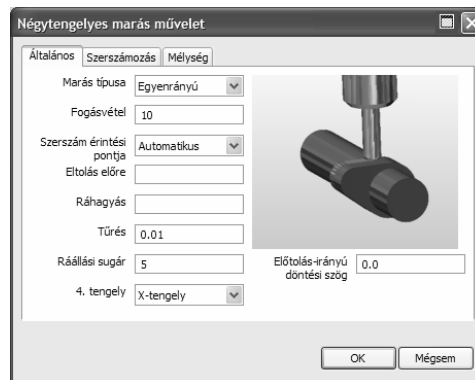 Négytengelyes marás művelet
Általános Szerszámozás Mélység
Marás típusa Egyenrányú
Fogásvétel 10
Szerszám érintési
pontja Automatikus
Eltolás előre
Ráhagyás
Tűrés 0.01
Ráállási sugár 5
4. tengely X-tengely
Előtolás-irányú
döntési szög 0.0
OK Mégsem